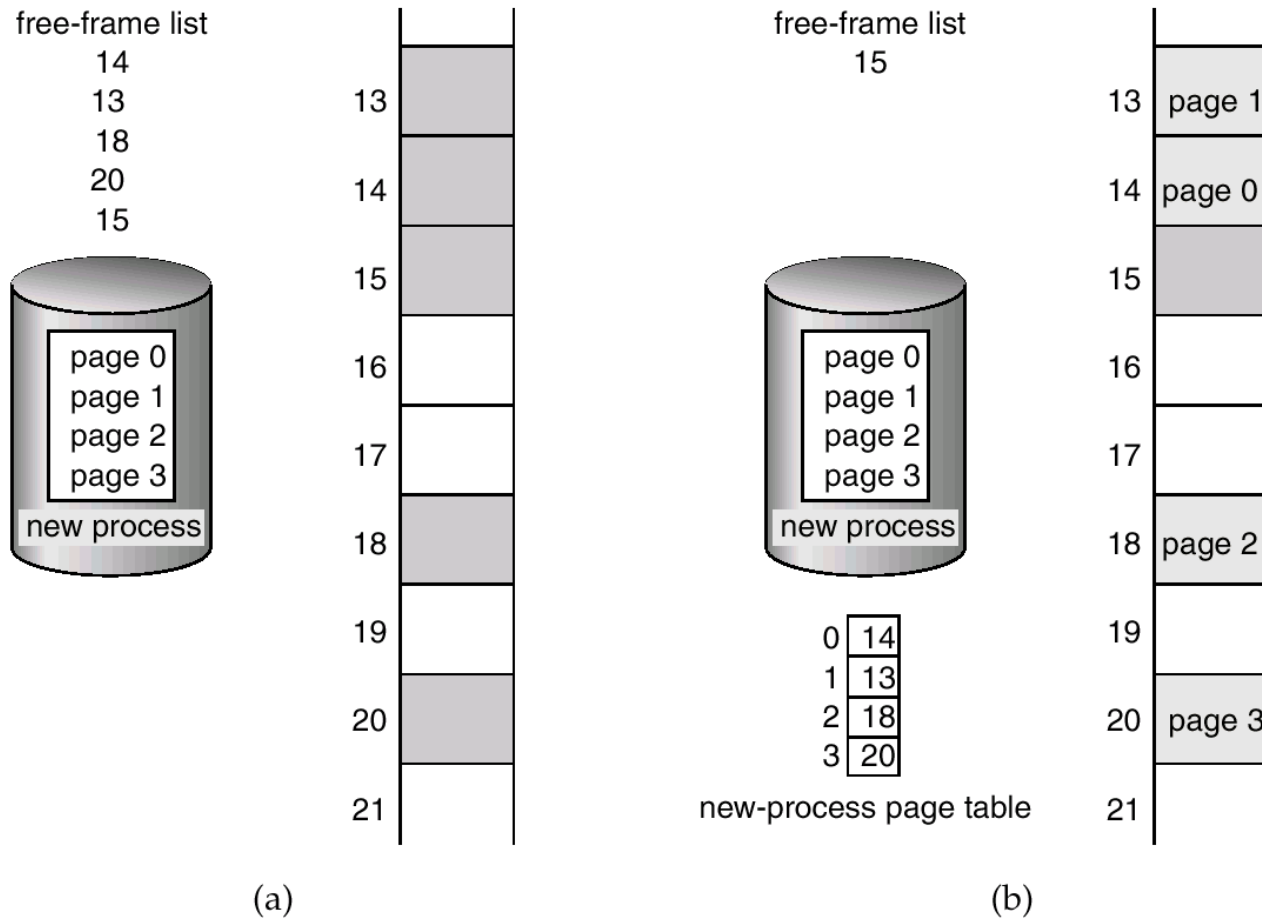 free-frame list
14
13
18
20
15
13
14
15
16
17
18
19
20
21
page 0
page 1
page 2
page 3
new process
(a)
free-frame list
15
13 page 1
14 page 0
15
16
17
18 page 2
19
20 page 3
21
page 0
page 1
page 2
page 3
new process
0 14
1 13
2 18
3 20
new-process page table
(b)